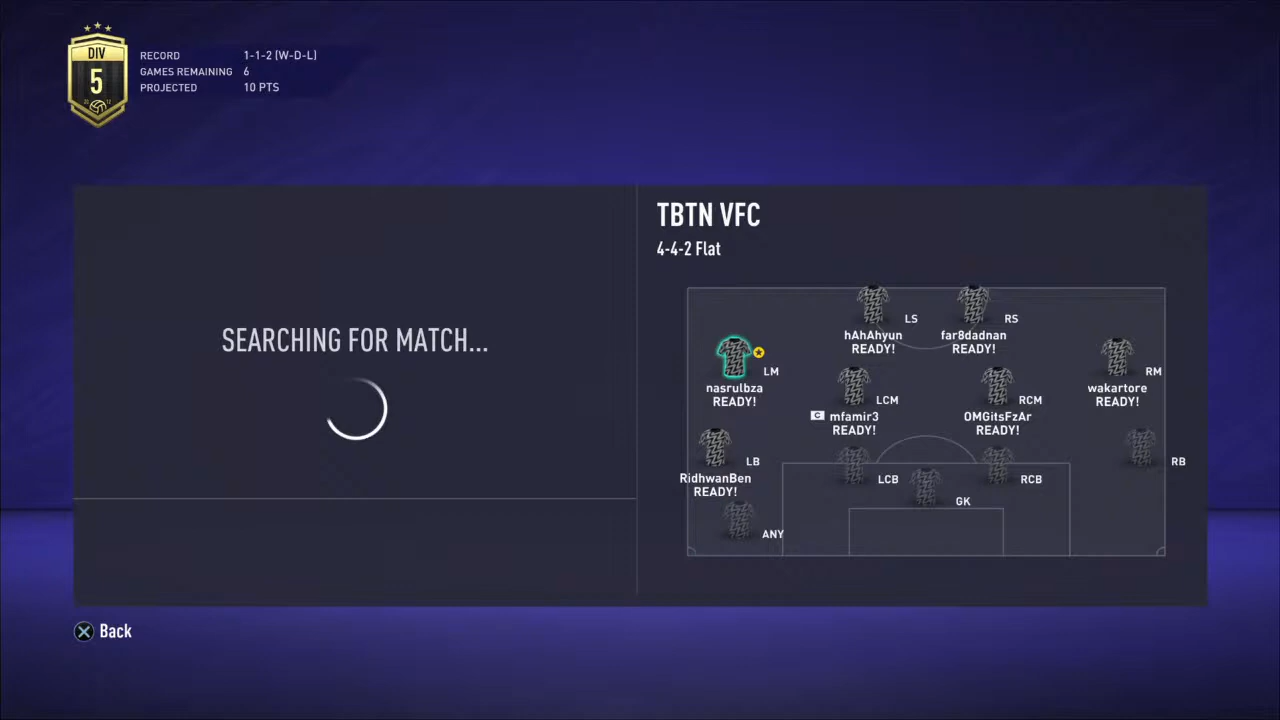 DIV
5
RECORD 1-1-2 (W-D-L)
GAMES REMAINING 6
PROJECTED 10 PTS
SEARCHING FOR MATCH...
TBTN VFC
4-4-2 Flat
LS
hAhAhyun
READY!
RS
far8dadnan
READY!
LM
nasrulbza
READY!
LCM
C mfamir3
READY!
RCM
OMGitsFzAr
READY!
RM
wakartore
READY!
LB
RidhwanBen
READY!
LCB
RCB
RB
GK
ANY
Back